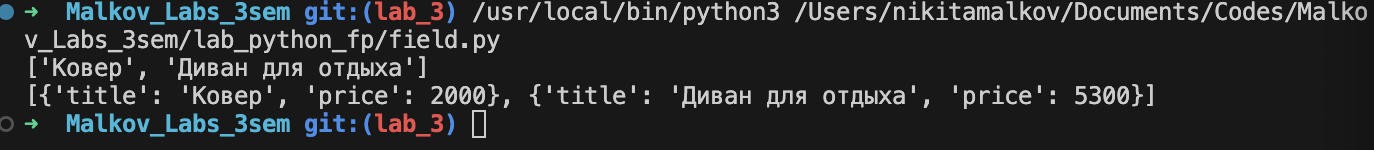 ➜  Malkov_Labs_3sem git:(lab_3) /usr/local/bin/python3 /Users/nikitamalkov/Documents/Codes/Malko
v_Labs_3sem/lab_python_fp/field.py
['Ковер', 'Диван для отдыха']
[{'title': 'Ковер', 'price': 2000}, {'title': 'Диван для отдыха', 'price': 5300}]
➜  Malkov_Labs_3sem git:(lab_3)